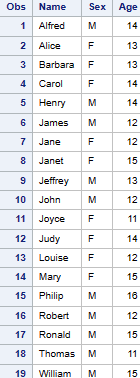 Obs Name Sex Age
1 Alfred M 14
2 Alice F 13
3 Barbara F 13
4 Carol F 14
5 Henry M 14
6 James M 12
7 Jane F 12
8 Janet F 15
9 Jeffrey M 13
10 John M 12
11 Joyce F 11
12 Judy F 14
13 Louise F 12
14 Mary F 15
15 Philip M 16
16 Robert M 12
17 Ronald M 15
18 Thomas M 11
19 William M 15